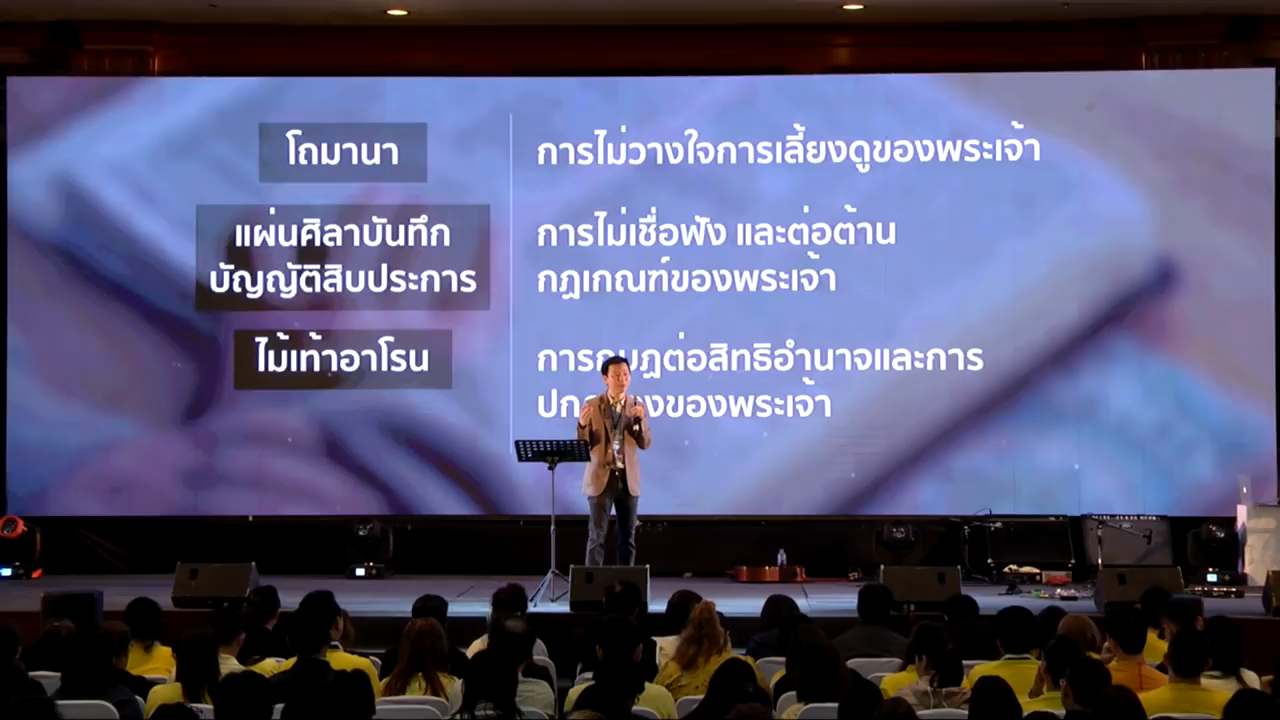 โถมานา
การไม่วางใจการเลี้ยงดูของพระเจ้า
แผ่นศิลาบันทึก
บัญญัติสิบประการ
การไม่เชื่อฟัง และต่อต้าน
กฎเกณฑ์ของพระเจ้า
ไม้เท้าอาโรน
การกบฏต่อสิทธิอำนาจและการ
ของพระเจ้า